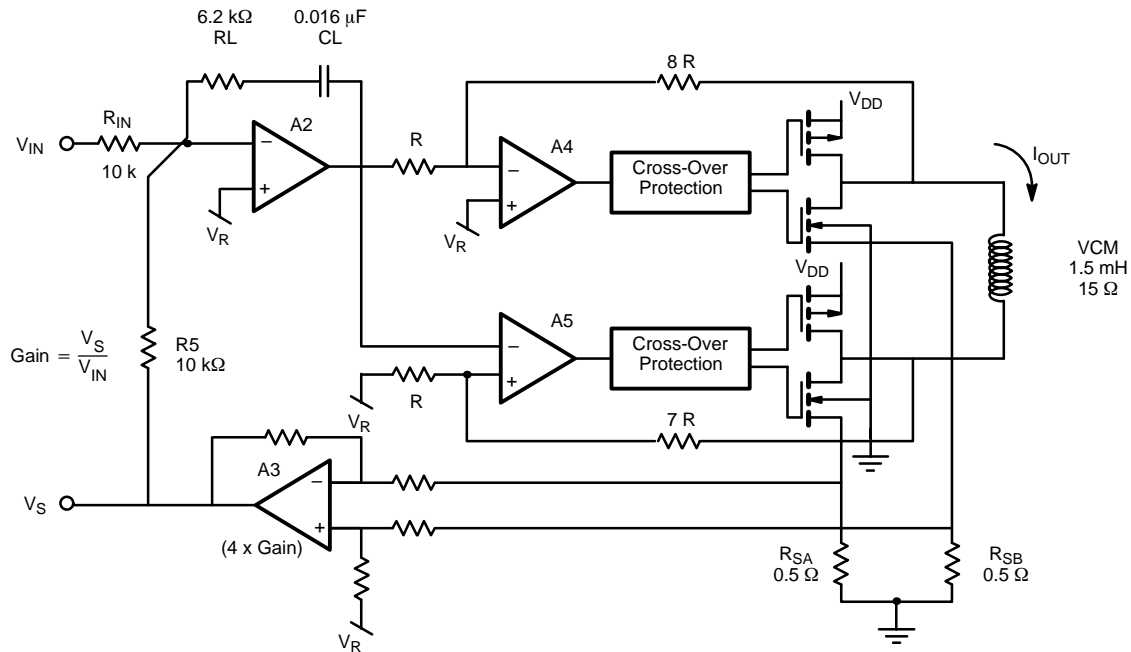 6.2 kΩ
RL
0.016 µF
CL
8 R
V_DD
R_IN
V_IN
10 k
A2
−
+
V_R
R
A4
−
+
V_R
Cross-Over
Protection
I_OUT
VCM
1.5 mH
15 Ω
V_DD
Gain = V_S
V_IN
R5
10 kΩ
A5
−
+
Cross-Over
Protection
V_R
R
7 R
V_S
A3
−
+
(4 x Gain)
V_R
R_SA
0.5 Ω
R_SB
0.5 Ω